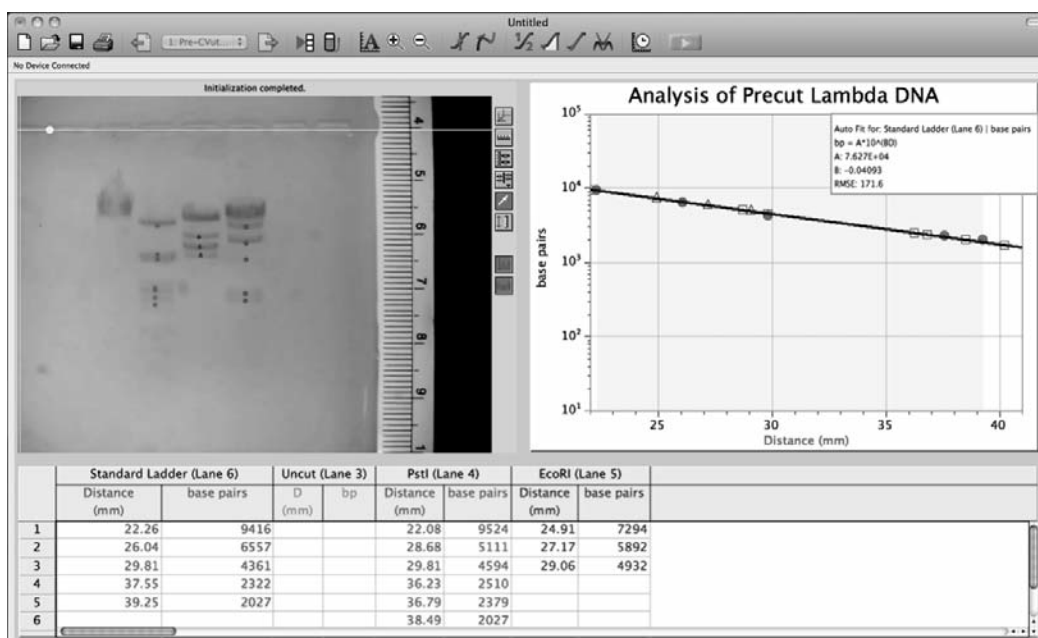 Untitled
1: Pre-CVut...
1/2
No Device Connected
Initialization completed.
4
5
6
7
8
9
1
Analysis of Precut Lambda DNA
Auto Fit for: Standard Ladder (Lane 6) | base pairs
bp = A*10^(BD)
A: 7.627E+04
B: -0.04093
RMSE: 171.6
base pairs
10⁵
10⁴
10³
10²
10¹
25 30 35 40
Distance (mm)
Standard Ladder (Lane 6) Uncut (Lane 3) PstI (Lane 4) EcoRI (Lane 5)
Distance base pairs D bp Distance base pairs Distance base pairs
(mm) (mm) (mm) (mm)
1 22.26 9416 22.08 9524 24.91 7294
2 26.04 6557 28.68 5111 27.17 5892
3 29.81 4361 29.81 4594 29.06 4932
4 37.55 2322 36.23 2510
5 39.25 2027 36.79 2379
6 38.49 2027